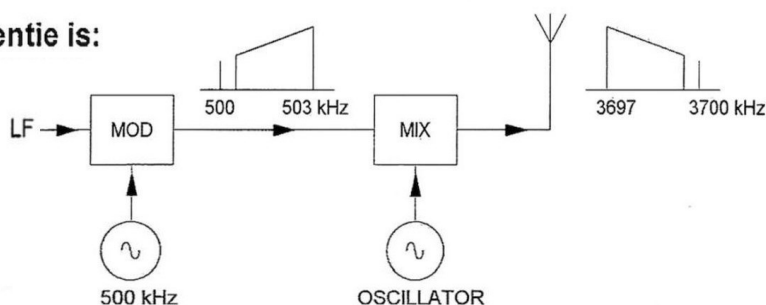 entie is:
500 503 kHz
3697 3700 kHz
LF MOD MIX
500 kHz OSCILLATOR